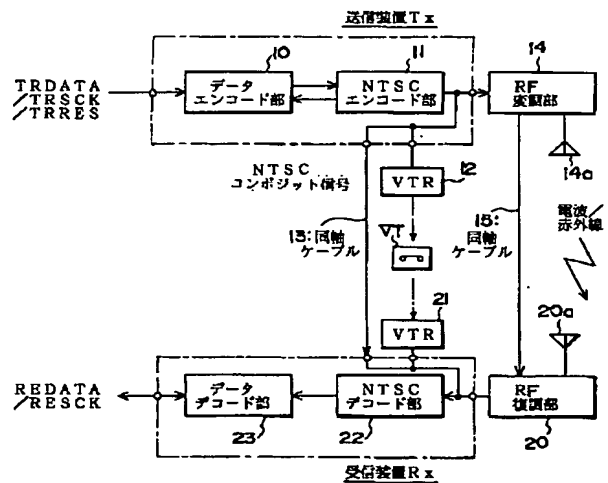 送信装置Tx
10
11
14
TRDATA
/TRSCK
/TRRES
データ
エンコード部
NTSC
エンコード部
RF
変調部
14a
NTSC
コンポジット信号
VTR
12
13:同軸
ケーブル
VT
15:同軸
ケーブル
電波/
赤外線
21
VTR
20a
REDATA
/RESCK
データ
デコード部
23
NTSC
デコード部
22
RF
復調部
20
受信装置Rx